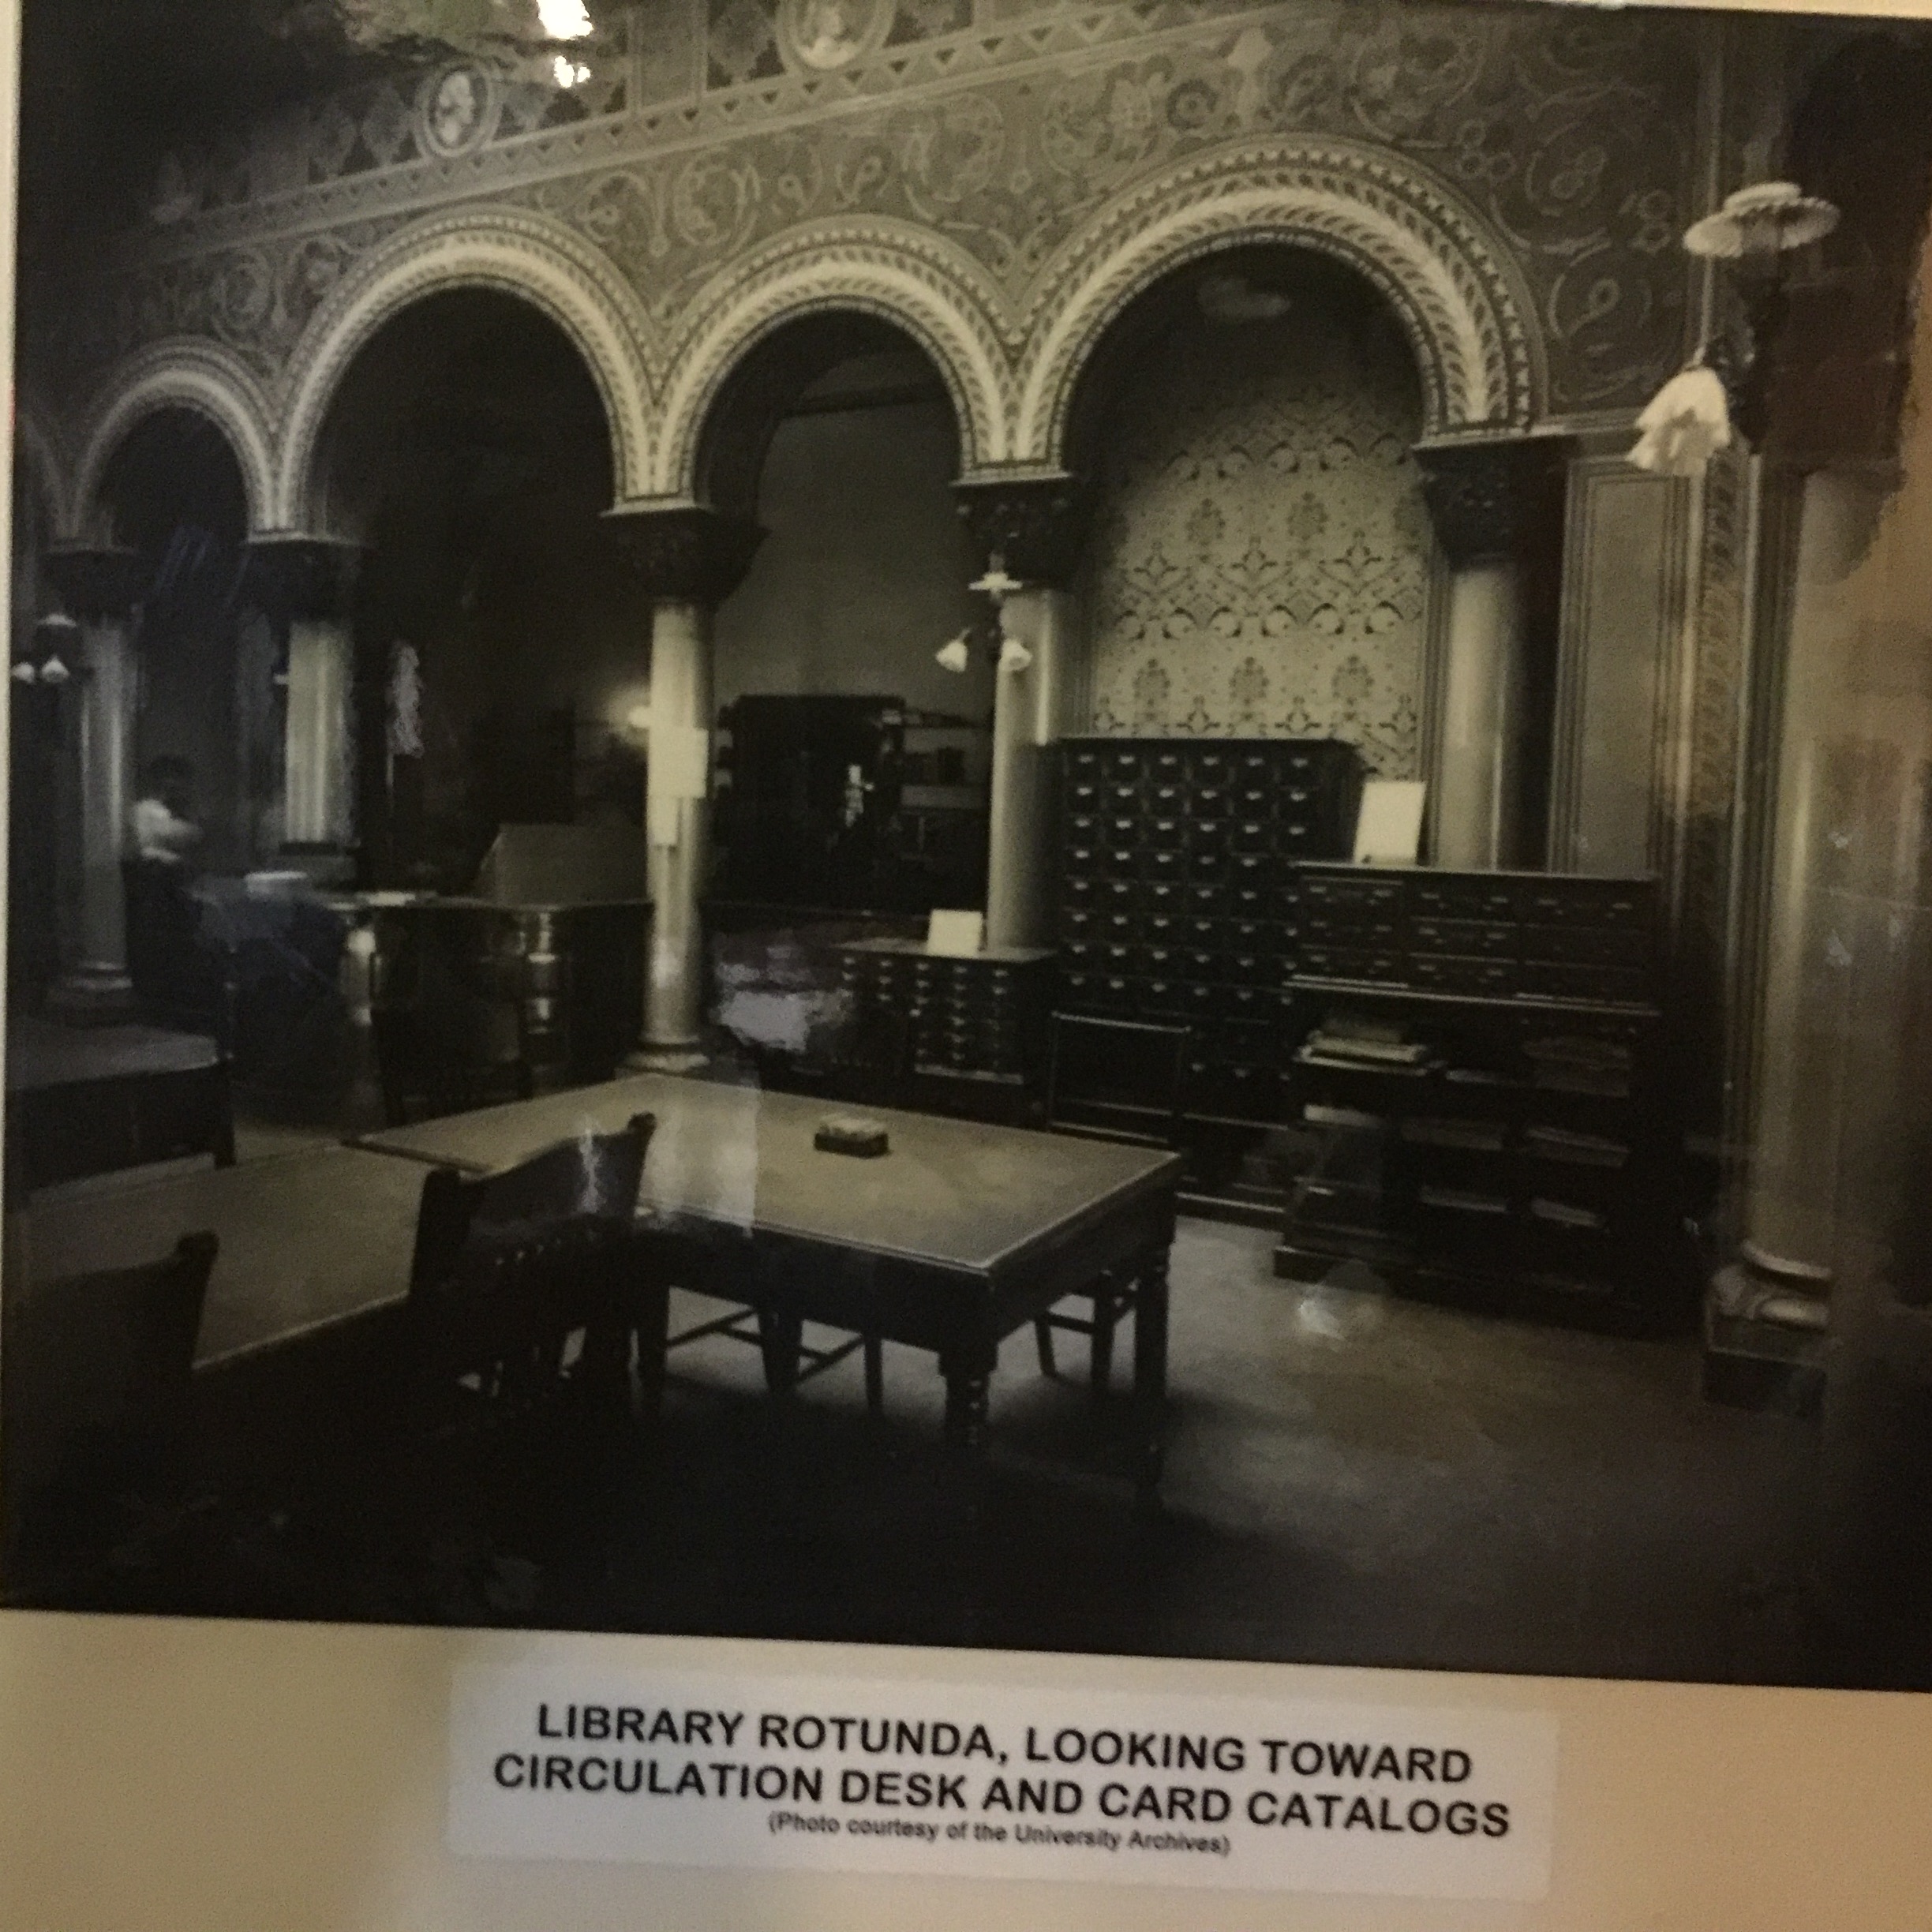 LIBRARY ROTUNDA, LOOKING TOWARD
CIRCULATION DESK AND CARD CATALOGS
(Photo courtesy of the University Archives)